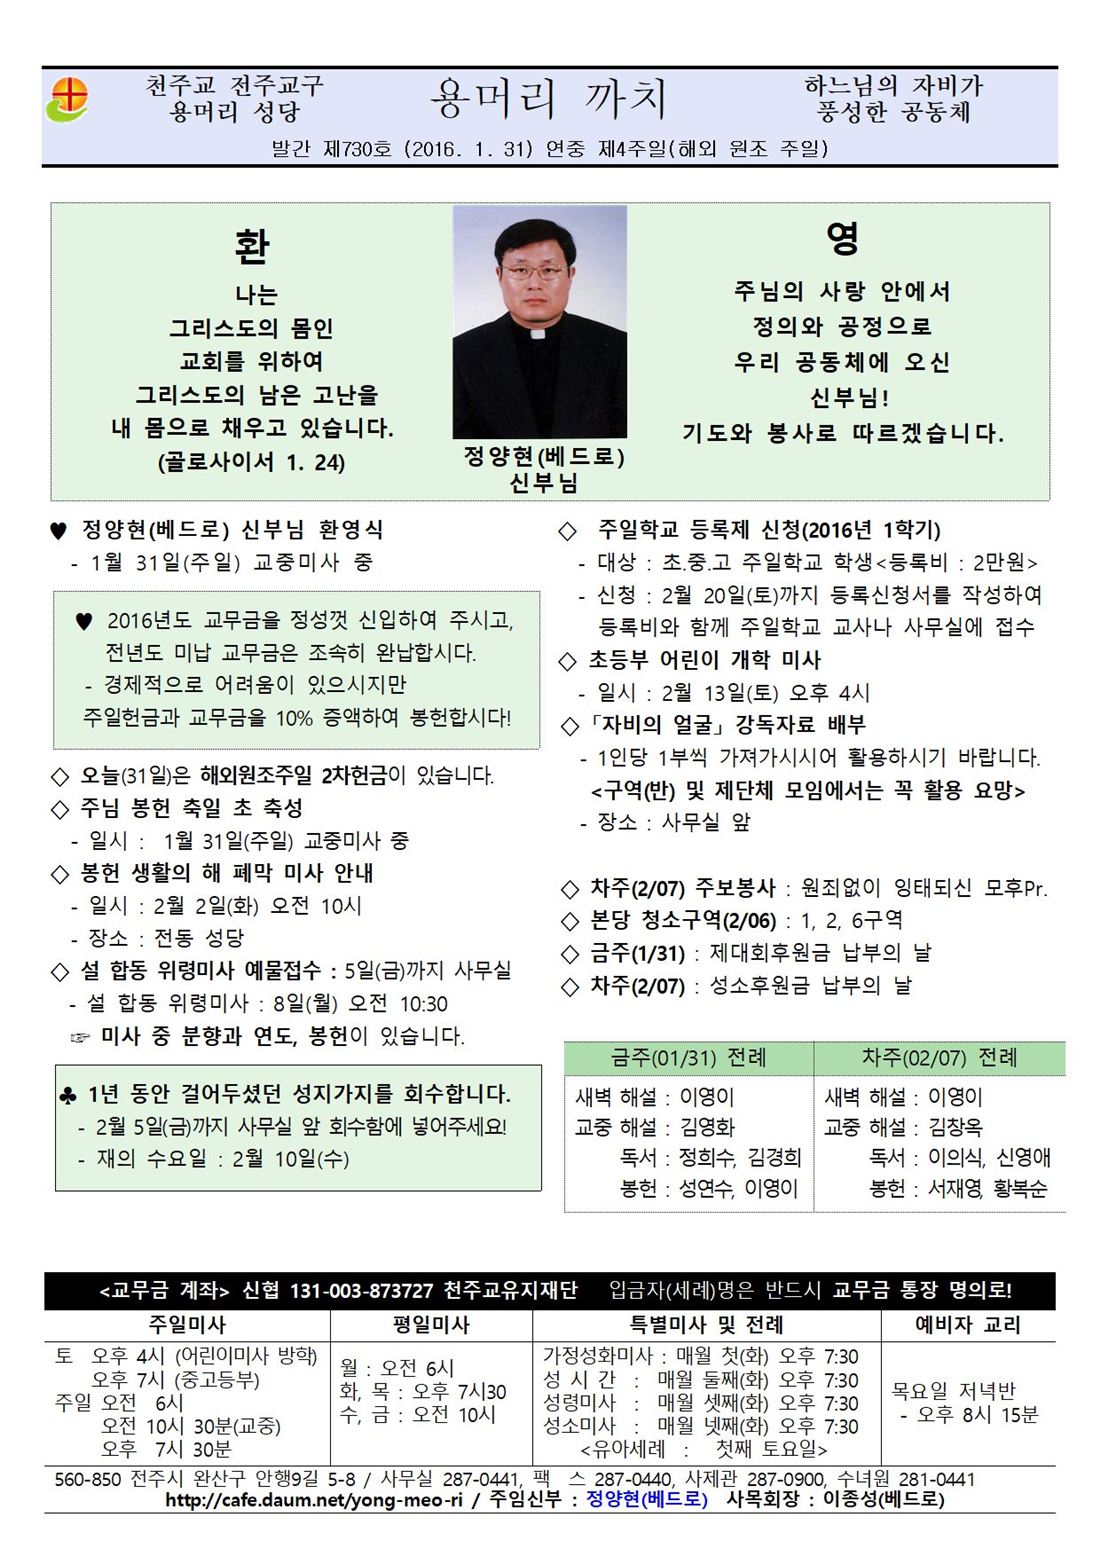 천주교 전주교구
용머리 성당
용머리 까치
하느님의 자비가
풍성한 공동체
발간 제730호 (2016. 1. 31) 연중 제4주일(해외 원조 주일)
환
나는
그리스도의 몸인
교회를 위하여
그리스도의 남은 고난을
내 몸으로 채우고 있습니다.
(골로사이서 1. 24)
정양현(베드로)
신부님
영
주님의 사랑 안에서
정의와 공정으로
우리 공동체에 오신
신부님!
기도와 봉사로 따르겠습니다.
♥ 정양현(베드로) 신부님 환영식
- 1월 31일(주일) 교중미사 중
♥ 2016년도 교무금을 정성껏 신입하여 주시고,
전년도 미납 교무금은 조속히 완납합시다.
- 경제적으로 어려움이 있으시지만
주일헌금과 교무금을 10% 증액하여 봉헌합시다!
◇ 오늘(31일)은 해외원조주일 2차헌금이 있습니다.
◇ 주님 봉헌 축일 초 축성
- 일시 : 1월 31일(주일) 교중미사 중
◇ 봉헌 생활의 해 폐막 미사 안내
- 일시 : 2월 2일(화) 오전 10시
- 장소 : 전동 성당
◇ 설 합동 위령미사 예물접수 : 5일(금)까지 사무실
- 설 합동 위령미사 : 8일(월) 오전 10:30
☞ 미사 중 분향과 연도, 봉헌이 있습니다.
♣ 1년 동안 걸어두셨던 성지가지를 회수합니다.
- 2월 5일(금)까지 사무실 앞 회수함에 넣어주세요!
- 재의 수요일 : 2월 10일(수)
◇ 주일학교 등록제 신청(2016년 1학기)
- 대상 : 초.중.고 주일학교 학생<등록비 : 2만원>
- 신청 : 2월 20일(토)까지 등록신청서를 작성하여
등록비와 함께 주일학교 교사나 사무실에 접수
◇ 초등부 어린이 개학 미사
- 일시 : 2월 13일(토) 오후 4시
◇「자비의 얼굴」강독자료 배부
- 1인당 1부씩 가져가시시어 활용하시기 바랍니다.
<구역(반) 및 제단체 모임에서는 꼭 활용 요망>
- 장소 : 사무실 앞
◇ 차주(2/07) 주보봉사 : 원죄없이 잉태되신 모후Pr.
◇ 본당 청소구역(2/06) : 1, 2, 6구역
◇ 금주(1/31) : 제대회후원금 납부의 날
◇ 차주(2/07) : 성소후원금 납부의 날
금주(01/31) 전례 차주(02/07) 전례
새벽 해설 : 이영이 새벽 해설 : 이영이
교중 해설 : 김영화 교중 해설 : 김창옥
독서 : 정희수, 김경희 독서 : 이의식, 신영애
봉헌 : 성연수, 이영이 봉헌 : 서재영, 황복순
<교무금 계좌> 신협 131-003-873727 천주교유지재단 입금자(세례)명은 반드시 교무금 통장 명의로!
주일미사 평일미사 특별미사 및 전례 예비자 교리
토 오후 4시 (어린이미사 방학)
오후 7시 (중고등부)
주일 오전 6시
오전 10시 30분(교중)
오후 7시 30분
월 : 오전 6시
화, 목 : 오후 7시30
수, 금 : 오전 10시
가정성화미사 : 매월 첫(화) 오후 7:30
성 시 간 : 매월 둘째(화) 오후 7:30
성령미사 : 매월 셋째(화) 오후 7:30
성소미사 : 매월 넷째(화) 오후 7:30
<유아세례 : 첫째 토요일>
목요일 저녁반
- 오후 8시 15분
560-850 전주시 완산구 안행9길 5-8 / 사무실 287-0441, 팩 스 287-0440, 사제관 287-0900, 수녀원 281-0441
http://cafe.daum.net/yong-meo-ri / 주임신부 : 정양현(베드로) 사목회장 : 이종성(베드로)